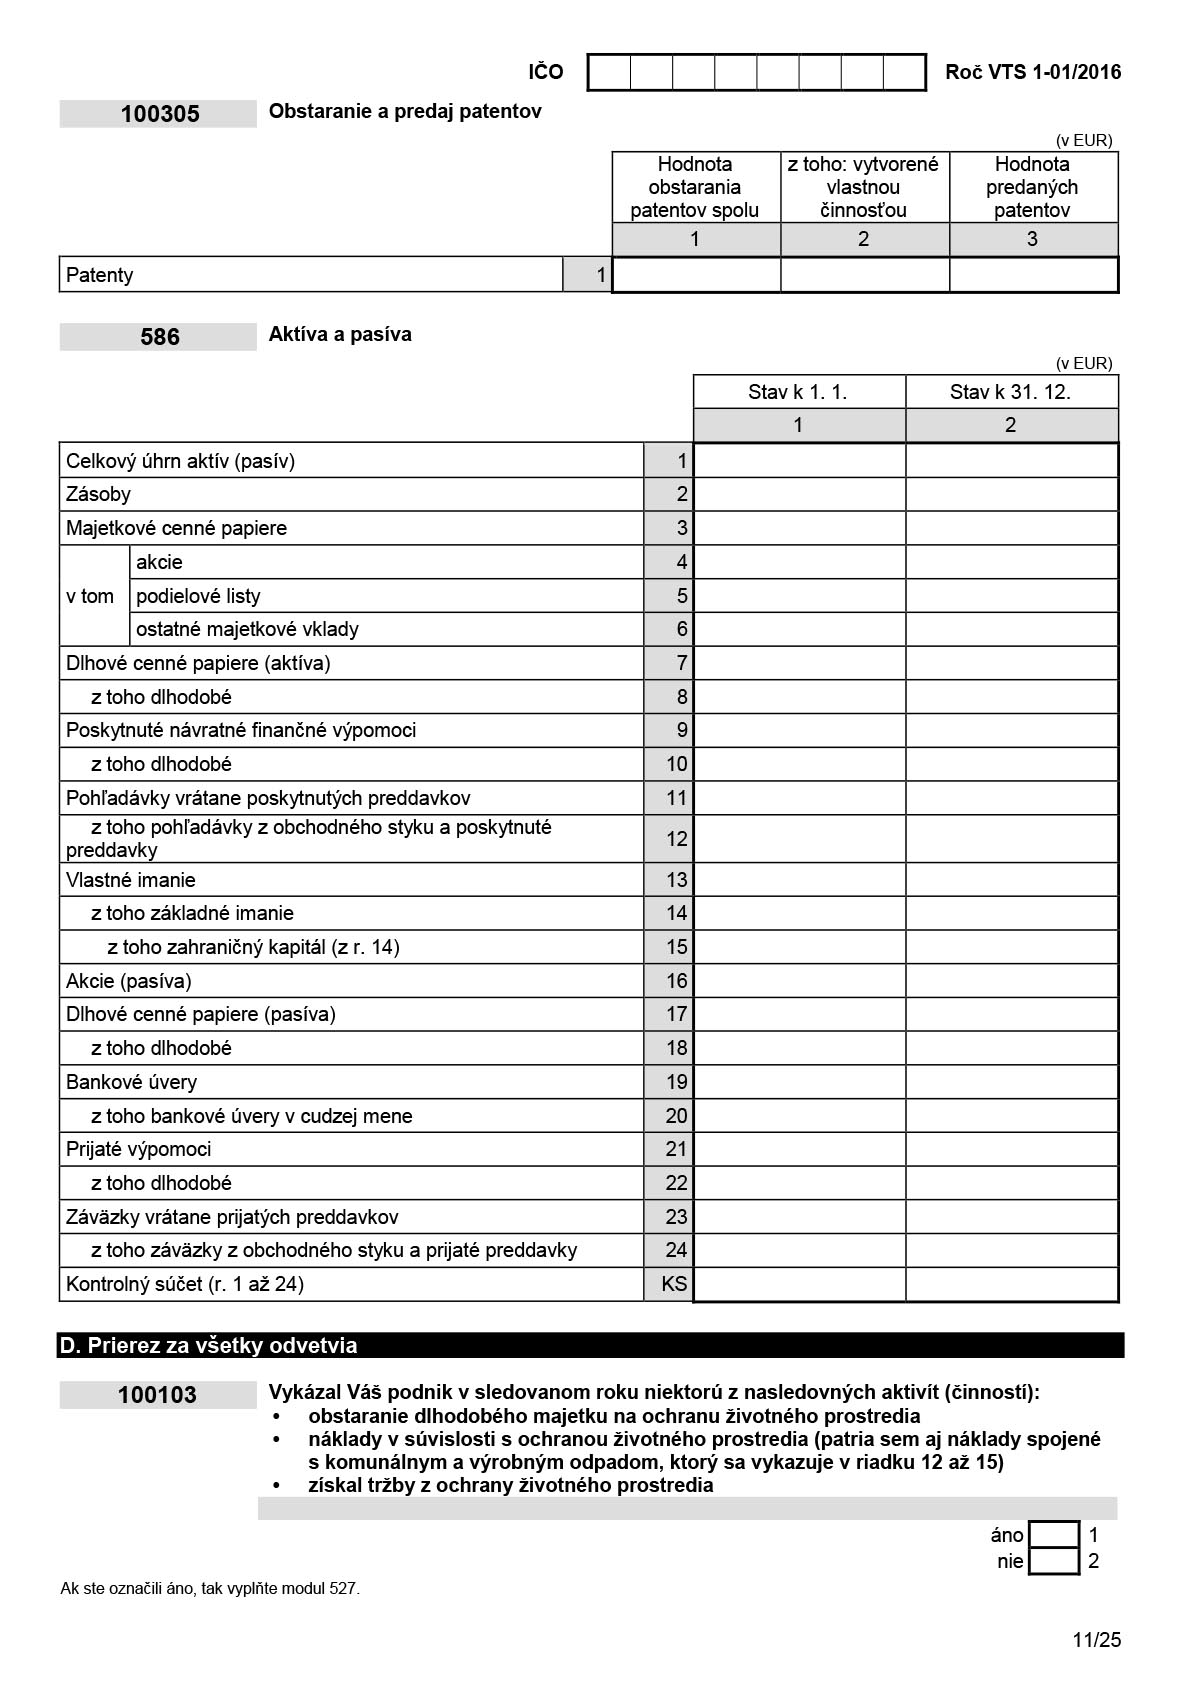 IČO Roč VTS 1-01/2016
100305 Obstaranie a predaj patentov
(v EUR)
Hodnota obstarania patentov spolu z toho: vytvorené vlastnou činnosťou Hodnota predaných patentov
1 2 3
Patenty 1
586 Aktíva a pasíva
(v EUR)
Stav k 1. 1. Stav k 31. 12.
1 2
Celkový úhrn aktív (pasív) 1
Zásoby 2
Majetkové cenné papiere 3
v tom
akcie 4
podielové listy 5
ostatné majetkové vklady 6
Dlhové cenné papiere (aktíva) 7
z toho dlhodobé 8
Poskytnuté návratné finančné výpomoci 9
z toho dlhodobé 10
Pohľadávky vrátane poskytnutých preddavkov 11
z toho pohľadávky z obchodného styku a poskytnuté
preddavky 12
Vlastné imanie 13
z toho základné imanie 14
z toho zahraničný kapitál (z r. 14) 15
Akcie (pasíva) 16
Dlhové cenné papiere (pasíva) 17
z toho dlhodobé 18
Bankové úvery 19
z toho bankové úvery v cudzej mene 20
Prijaté výpomoci 21
z toho dlhodobé 22
Záväzky vrátane prijatých preddavkov 23
z toho záväzky z obchodného styku a prijaté preddavky 24
Kontrolný súčet (r. 1 až 24) KS
D. Prierez za všetky odvetvia
100103 Vykázal Váš podnik v sledovanom roku niektorú z nasledovných aktivít (činností):
• obstaranie dlhodobého majetku na ochranu životného prostredia
• náklady v súvislosti s ochranou životného prostredia (patria sem aj náklady spojené
s komunálnym a výrobným odpadom, ktorý sa vykazuje v riadku 12 až 15)
• získal tržby z ochrany životného prostredia
áno 1
nie 2
Ak ste označili áno, tak vyplňte modul 527.
11/25